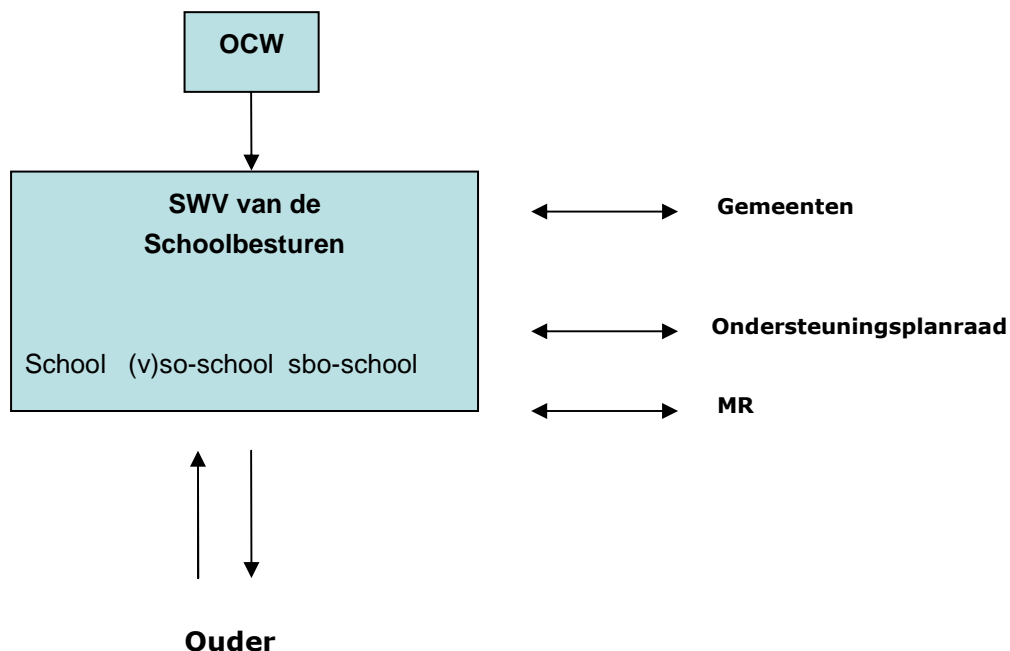 OCW
SWV van de
Schoolbesturen
Gemeenten
Ondersteuningsplanraad
School (v)so-school sbo-school
MR
Ouder